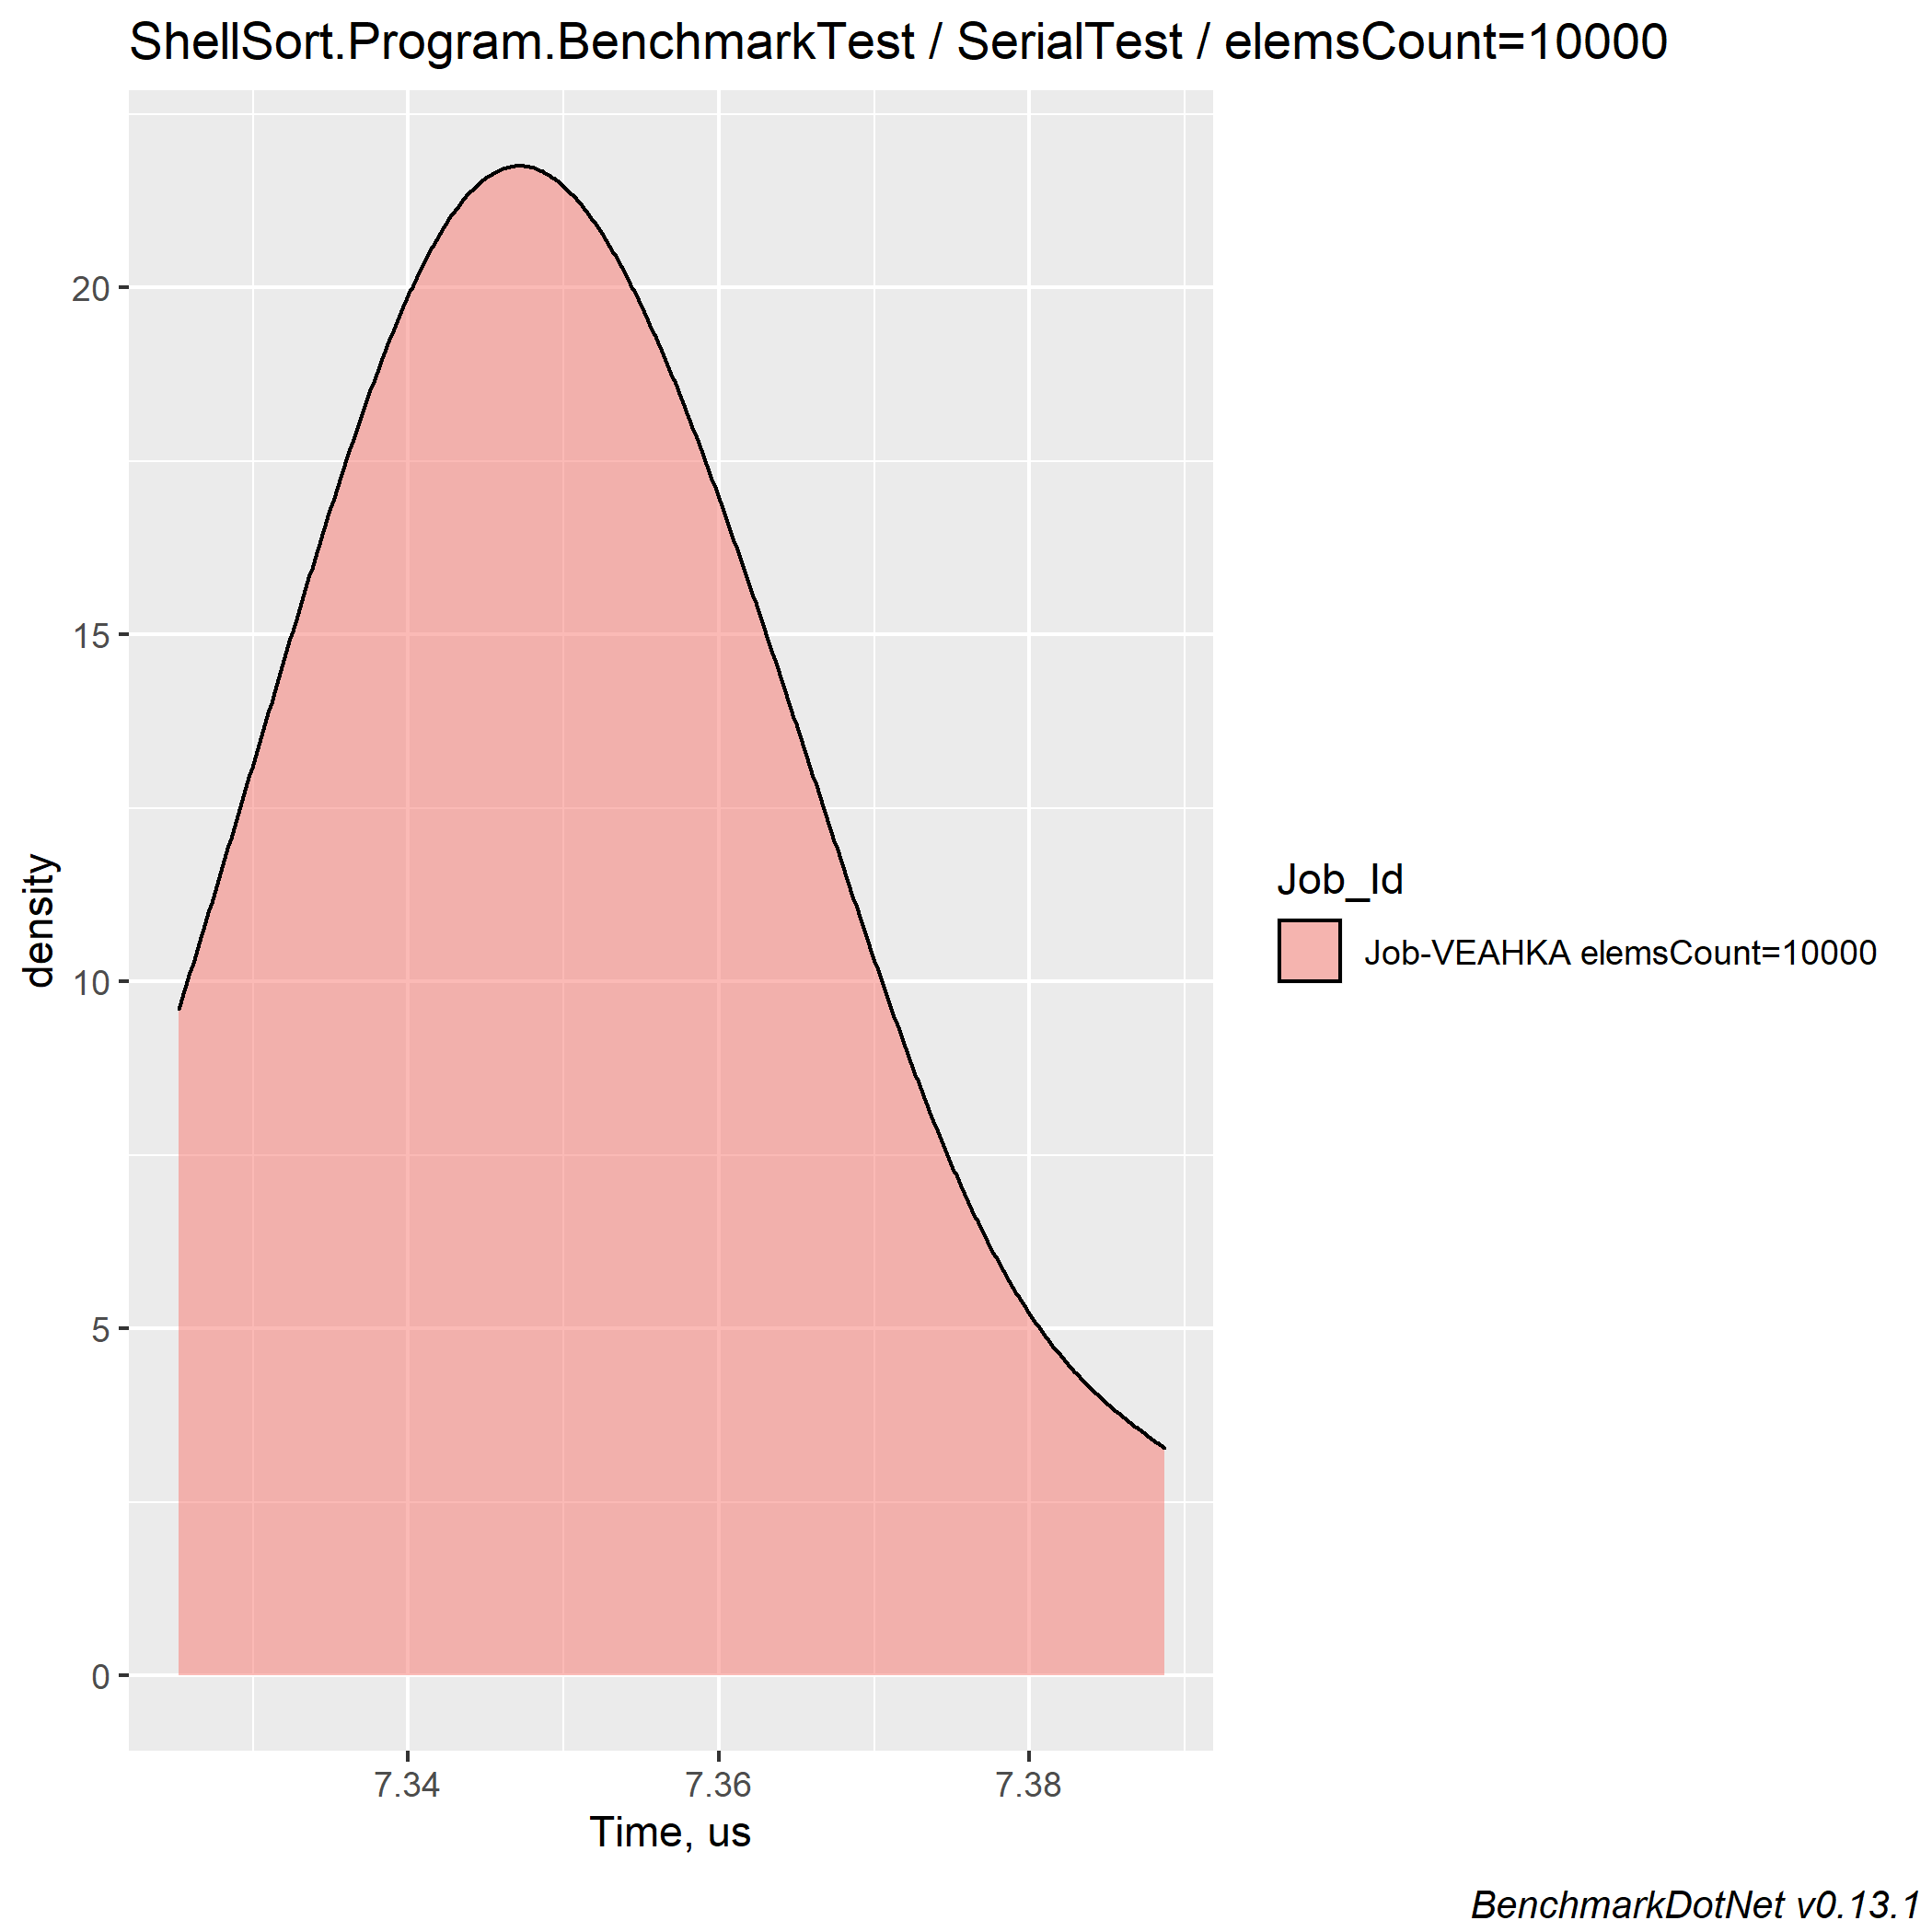 ShellSort.Program.BenchmarkTest / SerialTest / elemsCount=10000
20
15
10
5
0
density
7.34 7.36 7.38
Time, us
Job_Id
Job-VEAHKA elemsCount=10000
BenchmarkDotNet v0.13.1